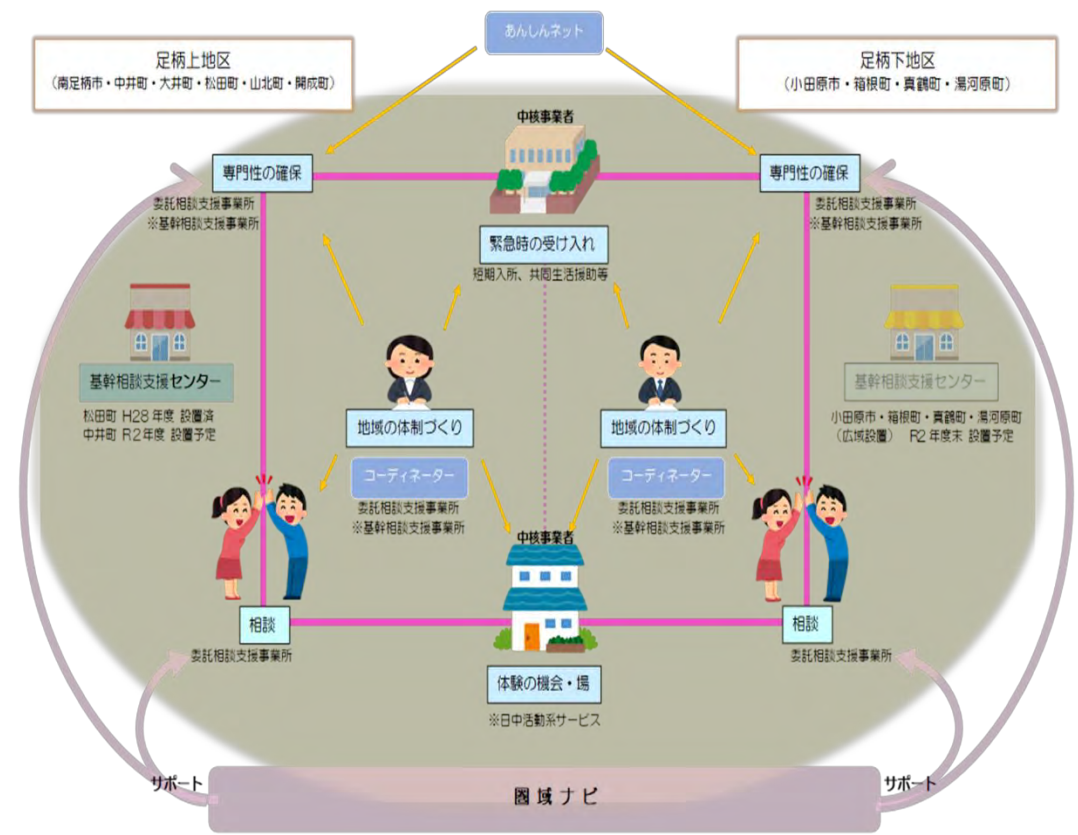 あんしんネット
足柄上地区
(南足柄市・中井町・大井町・松田町・山北町・開成町)
足柄下地区
(小田原市・箱根町・真鶴町・湯河原町)
中核事業者
専門性の確保
委託相談支援事業所
※基幹相談支援事業所
専門性の確保
委託相談支援事業所
※基幹相談支援事業所
緊急時の受け入れ
短期入所、共同生活援助等
基幹相談支援センター
松田町 H28年度 設置済
中井町 R2年度 設置予定
基幹相談支援センター
小田原市・箱根町・真鶴町・湯河原町
(広域設置) R2年度末 設置予定
地域の体制づくり
コーディネーター
委託相談支援事業所
※基幹相談支援事業所
地域の体制づくり
コーディネーター
委託相談支援事業所
※基幹相談支援事業所
中核事業者
相談
委託相談支援事業所
相談
委託相談支援事業所
体験の機会・場
※日中活動系サービス
サポート
サポート
圏域ナビ